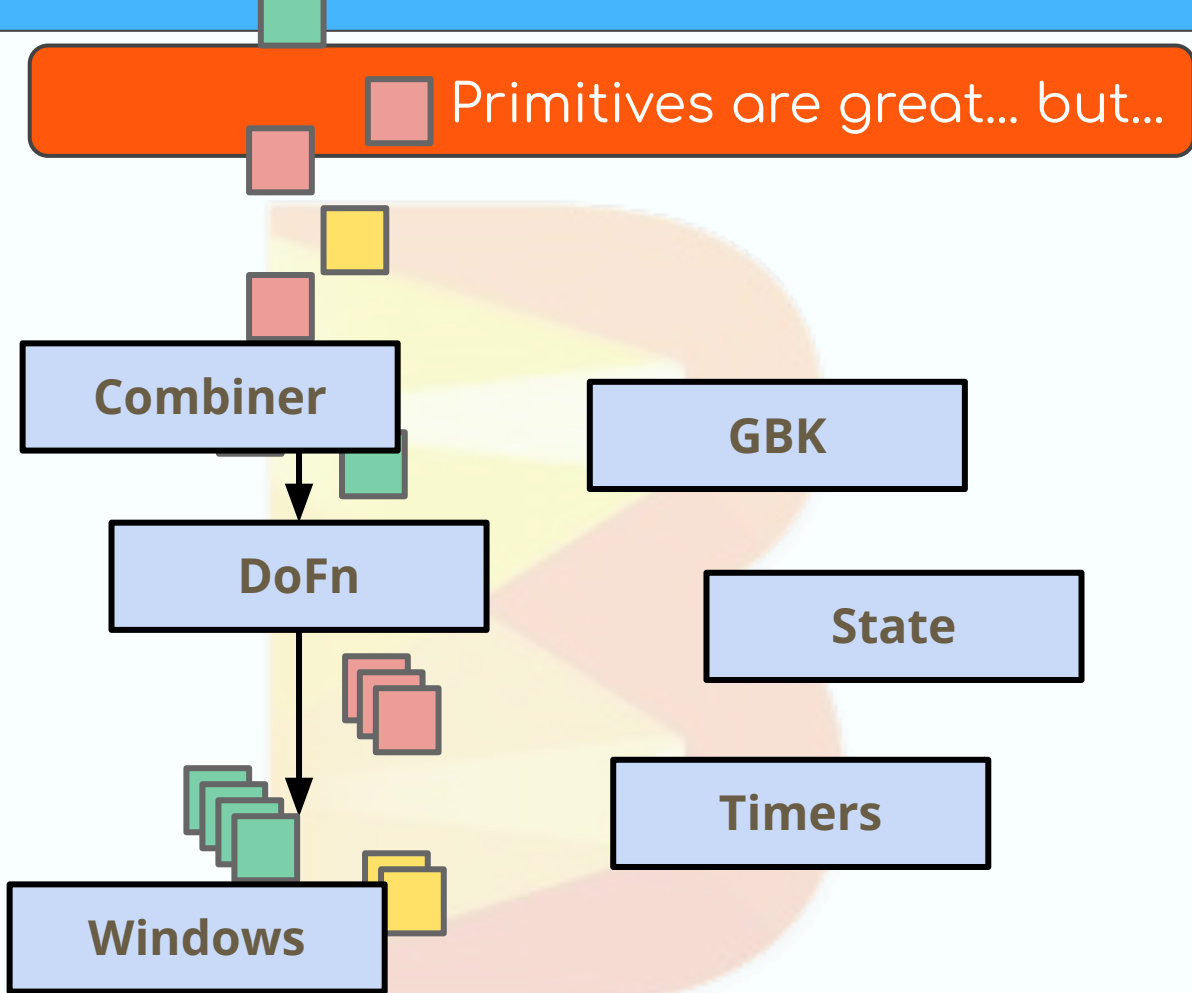 Primitives are great... but...
Combiner
GBK
DoFn
State
Timers
Windows